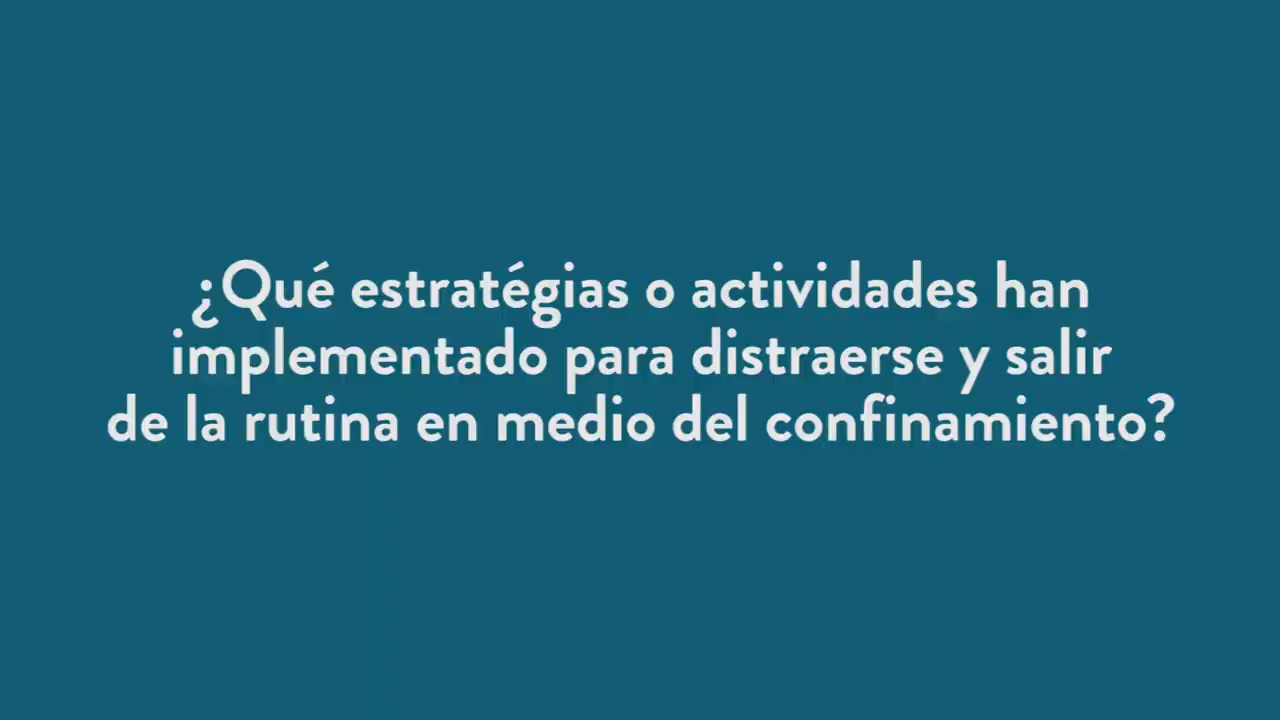 ¿Qué estratégias o actividades han
implementado para distraerse y salir
de la rutina en medio del confinamiento?